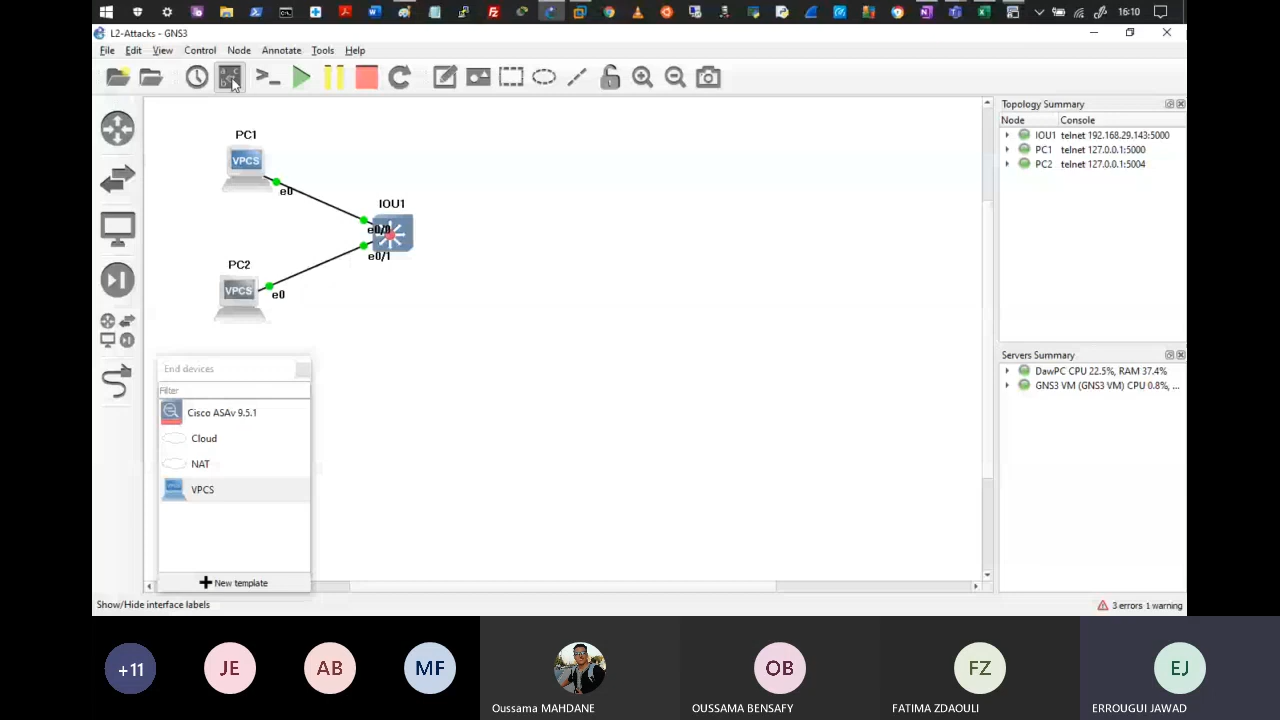 16:10
L2-Attacks - GNS3
File Edit View Control Node Annotate Tools Help
Topology Summary
Node Console
IOU1 telnet 192.168.29.143:5000
PC1 telnet 127.0.0.1:5000
PC2 telnet 127.0.0.1:5004
PC1
VPCS
e0
IOU1
e0/0
e0/1
PC2
VPCS
e0
End devices
Filter
Cisco ASAv 9.5.1
Cloud
NAT
VPCS
New template
Servers Summary
DawPC CPU 22.5%, RAM 37.4%
GNS3 VM (GNS3 VM) CPU 0.8%, ...
Show/Hide interface labels
3 errors 1 warning
+11
JE
AB
MF
OB
FZ
EJ
Oussama MAHDANE
OUSSAMA BENSAFY
FATIMA ZDAOULI
ERROUGUI JAWAD